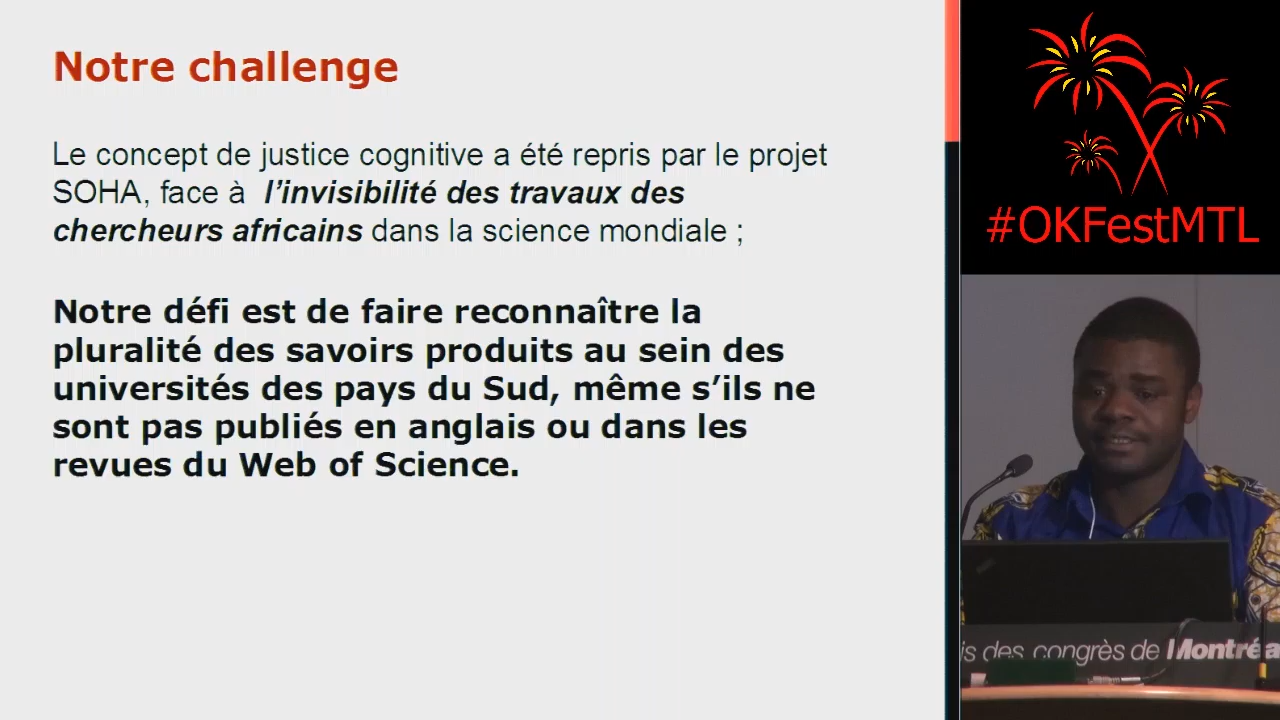 Notre challenge
Le concept de justice cognitive a été repris par le projet
SOHA, face à l’invisibilité des travaux des
chercheurs africains dans la science mondiale ;
Notre défi est de faire reconnaître la
pluralité des savoirs produits au sein des
universités des pays du Sud, même s’ils ne
sont pas publiés en anglais ou dans les
revues du Web of Science.
#OKFestMTL
is des congrès de Montréa